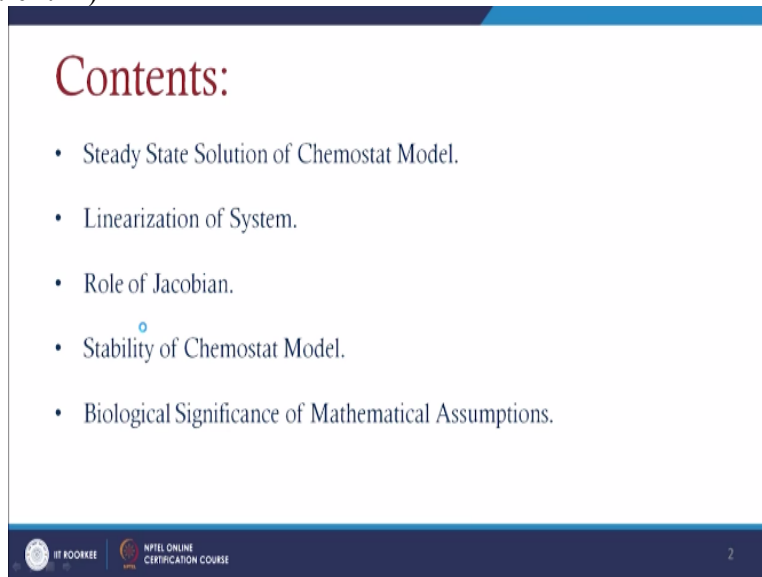 Contents:
• Steady State Solution of Chemostat Model.
• Linearization of System.
• Role of Jacobian.
• Stability of Chemostat Model.
• Biological Significance of Mathematical Assumptions.
IIT ROORKEE
NPTEL ONLINE
CERTIFICATION COURSE
2